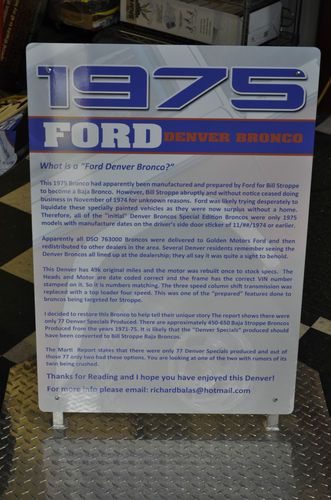 1975
FORD DENVER BRONCO
What is a "Ford Denver Bronco?"
This 1975 Bronco had apparently been manufactured and prepared by Ford for Bill Stroppe
to become a Baja Bronco. However, Bill Stroppe abruptly and without notice ceased doing
business in November of 1974 for unknown reasons. Ford was likely trying desperately to
liquidate these specialty painted vehicles as they were now surplus without a home.
Therefore, all of the "initial" Denver Broncos Special Edition Broncos were only 1975
models with manufacture dates on the driver's side door sticker of 11/##/1974 or earlier.
Apparently all DSO 763000 Broncos were delivered to Golden Motors Ford and then
redistributed to other dealers in the area. Several Denver residents remember seeing the
Denver Broncos all lined up at the dealership; they all say it was quite a sight to behold.
This Denver has 49k original miles and the motor was rebuilt once to stock specs. The
Heads and Motor are date coded correct and the frame has the correct VIN number
stamped on it. So it is numbers matching. The three speed column shift transmission was
replaced with a top loader four speed. This was one of the "prepared" features done to
broncos being targeted for Stroppe.
I decided to restore this Bronco to help tell their unique story The report shows there were
only 77 Denver Specials Produced. There are approximately 450-650 Baja Stroppe Broncos
Produced from the years 1971-75. It is likely that the "Denver Specials" produced should
have been converted to Bill Stroppe Baja Broncos.
The Marti Report states that there were only 77 Denver Specials produced and out of
those 77 only two had these options. You are looking at one of the two with rumors of its
twin being crushed.
Thanks for Reading and I hope you have enjoyed this Denver!
For more info please email: richardbalas@hotmail.com